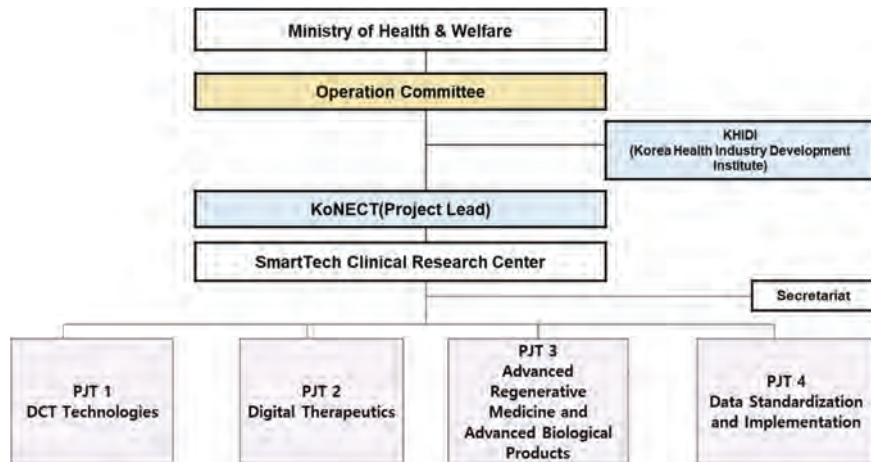 Ministry of Health & Welfare
Operation Committee
KHIDI
(Korea Health Industry Development
Institute)
KoNECT(Project Lead)
SmartTech Clinical Research Center
Secretariat
PJT 1
DCT Technologies
PJT 2
Digital Therapeutics
PJT 3
Advanced
Regenerative
Medicine and
Advanced Biological
Products
PJT 4
Data Standardization
and Implementation